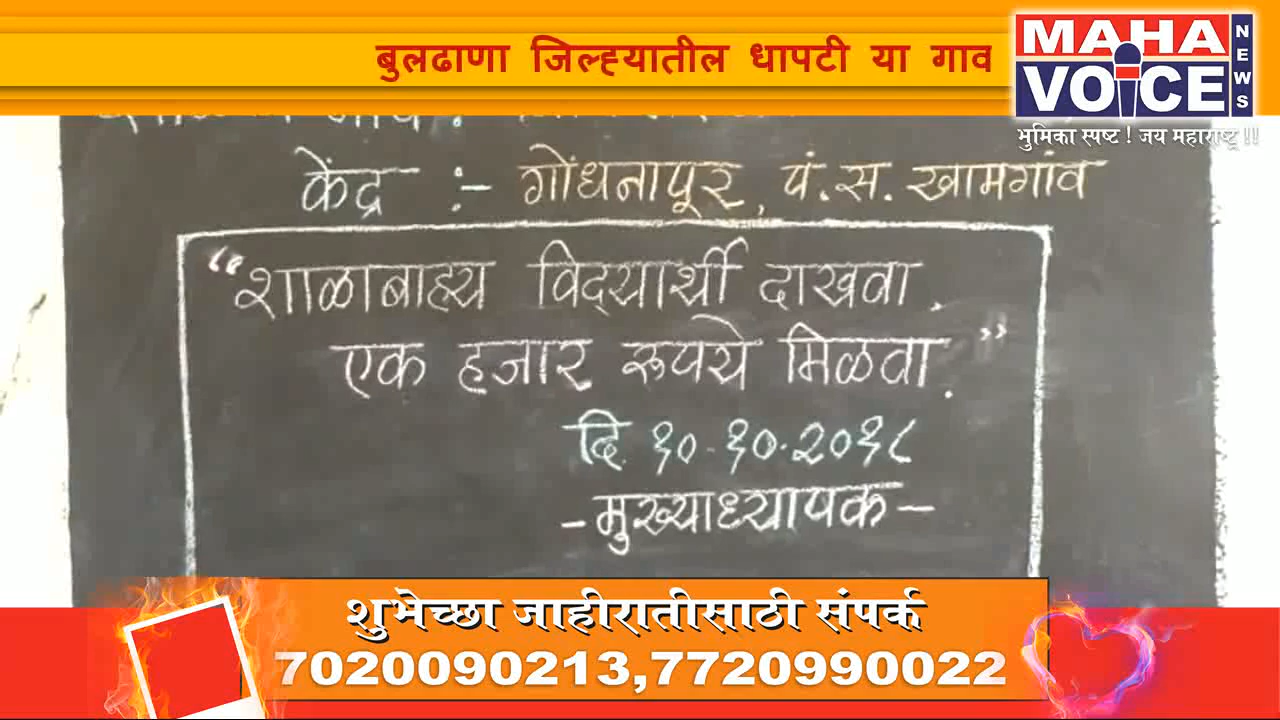 बुलढाणा जिल्ह्यातील धापटी या गाव
MAHA
VOICE
NEWS
भुमिका स्पष्ट ! जय महाराष्ट्र !!
केंद्र :- गोंधनापूर, पं.स. खामगांव
"शाळाबाह्य विद्यार्थी दाखवा,
एक हजार रुपये मिळवा."
दि. १०-१०-२०१८
-मुख्याध्यापक-
शुभेच्छा जाहीरातीसाठी संपर्क
7020090213,7720990022